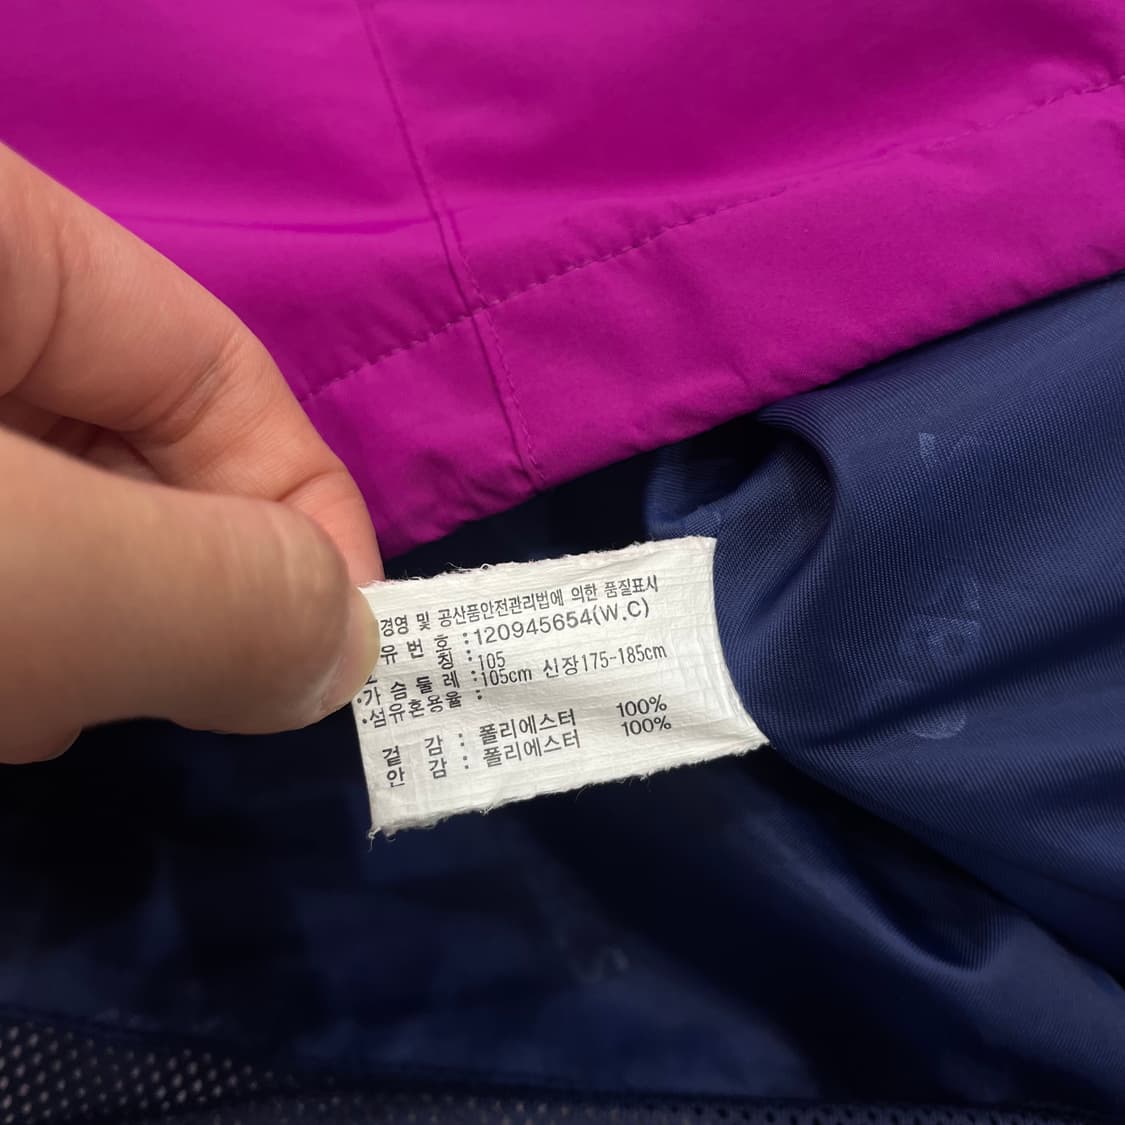 경영 및 공산품안전관리법에 의한 품질표시
유 번 호 :120945654(W.C)
칭 :105
·가 슴 둘 레 :105cm 신장175-185cm
·섬유혼용율 :
겉 감 : 폴리에스터 100%
안 감 : 폴리에스터 100%